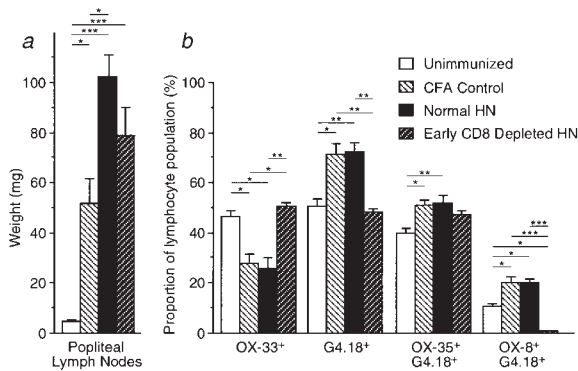 a
b
Weight (mg)
100
80
60
40
20
0
*
***
***
*
Popliteal
Lymph Nodes
Proportion of lymphocyte population (%)
100
80
60
40
20
0
Unimmunized
CFA Control
Normal HN
Early CD8 Depleted HN
**
*
*
*
**
**
**
*
**
*
***
***
*
*
OX-33⁺
G4.18⁺
OX-35⁺
G4.18⁺
OX-8⁺
G4.18⁺